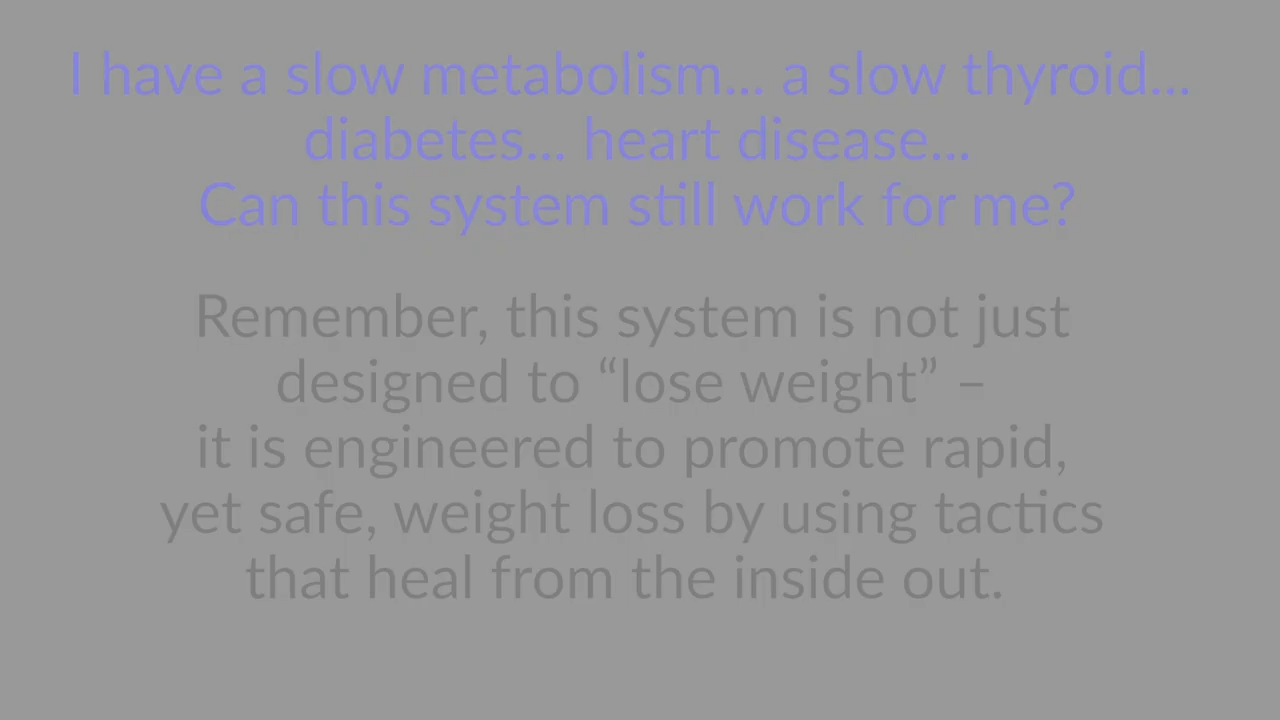 I have a slow metabolism... a slow thyroid...
diabetes... heart disease...
Can this system still work for me?
Remember, this system is not just
designed to “lose weight” –
it is engineered to promote rapid,
yet safe, weight loss by using tactics
that heal from the inside out.